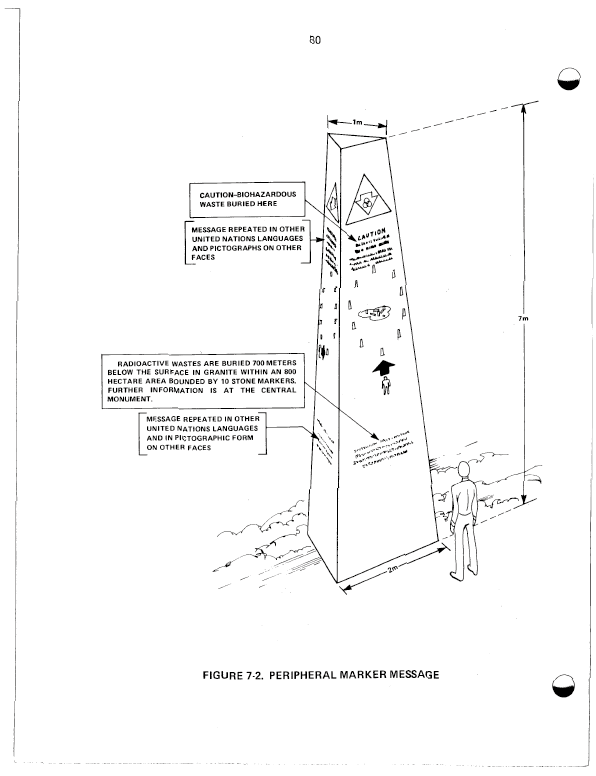 80
1m
CAUTION–BIOHAZARDOUS
WASTE BURIED HERE
MESSAGE REPEATED IN OTHER
UNITED NATIONS LANGUAGES
AND PICTOGRAPHS ON OTHER
FACES
CAUTION
7m
RADIOACTIVE WASTES ARE BURIED 700 METERS
BELOW THE SURFACE IN GRANITE WITHIN AN 800
HECTARE AREA BOUNDED BY 10 STONE MARKERS.
FURTHER INFORMATION IS AT THE CENTRAL
MONUMENT.
MESSAGE REPEATED IN OTHER
UNITED NATIONS LANGUAGES
AND IN PICTOGRAPHIC FORM
ON OTHER FACES
2m
FIGURE 7-2. PERIPHERAL MARKER MESSAGE